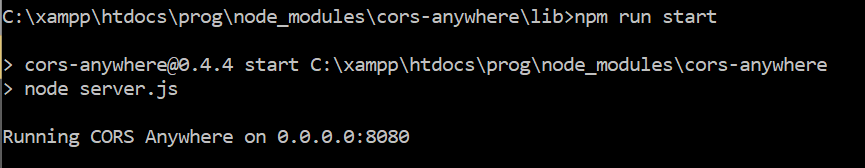 C:\xampp\htdocs\prog\node_modules\cors-anywhere\lib>npm run start
> cors-anywhere@0.4.4 start C:\xampp\htdocs\prog\node_modules\cors-anywhere
> node server.js
Running CORS Anywhere on 0.0.0.0:8080